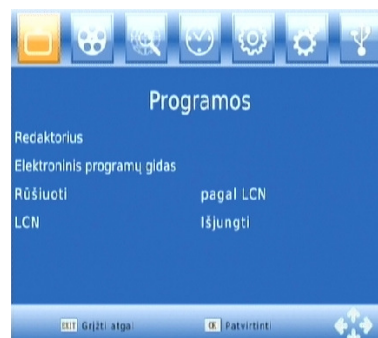 Programos
Redaktorius
Elektroninis programų gidas
Rūšiuoti pagal LCN
LCN Išjungti
EXIT Grįžti atgal OK Patvirtinti